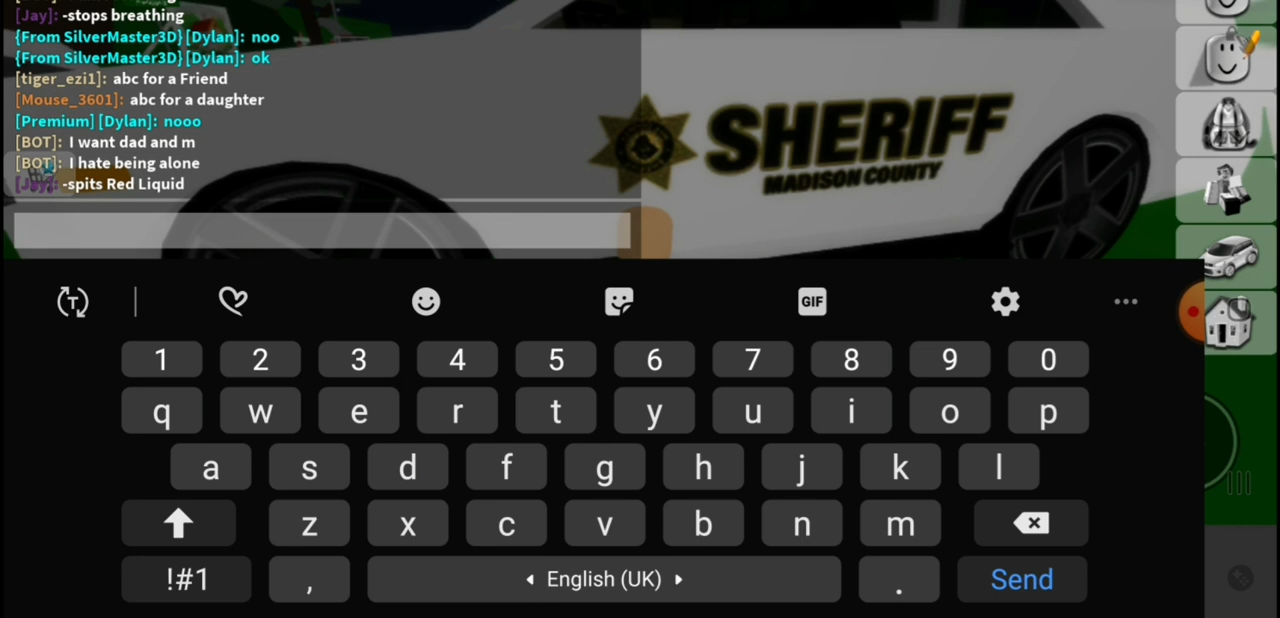 [Jay]: -stops breathing
{From SilverMaster3D}[Dylan]: noo
{From SilverMaster3D}[Dylan]: ok
[tiger_ezi1]: abc for a Friend
[Mouse_3601]: abc for a daughter
[Premium] [Dylan]: nooo
[BOT]: I want dad and m
[BOT]: I hate being alone
[Jay]: -spits Red Liquid
SHERIFF
MADISON COUNTY
T
GIF
1 2 3 4 5 6 7 8 9 0
q w e r t y u i o p
a s d f g h j k l
z x c v b n m
!#1 , English (UK) . Send